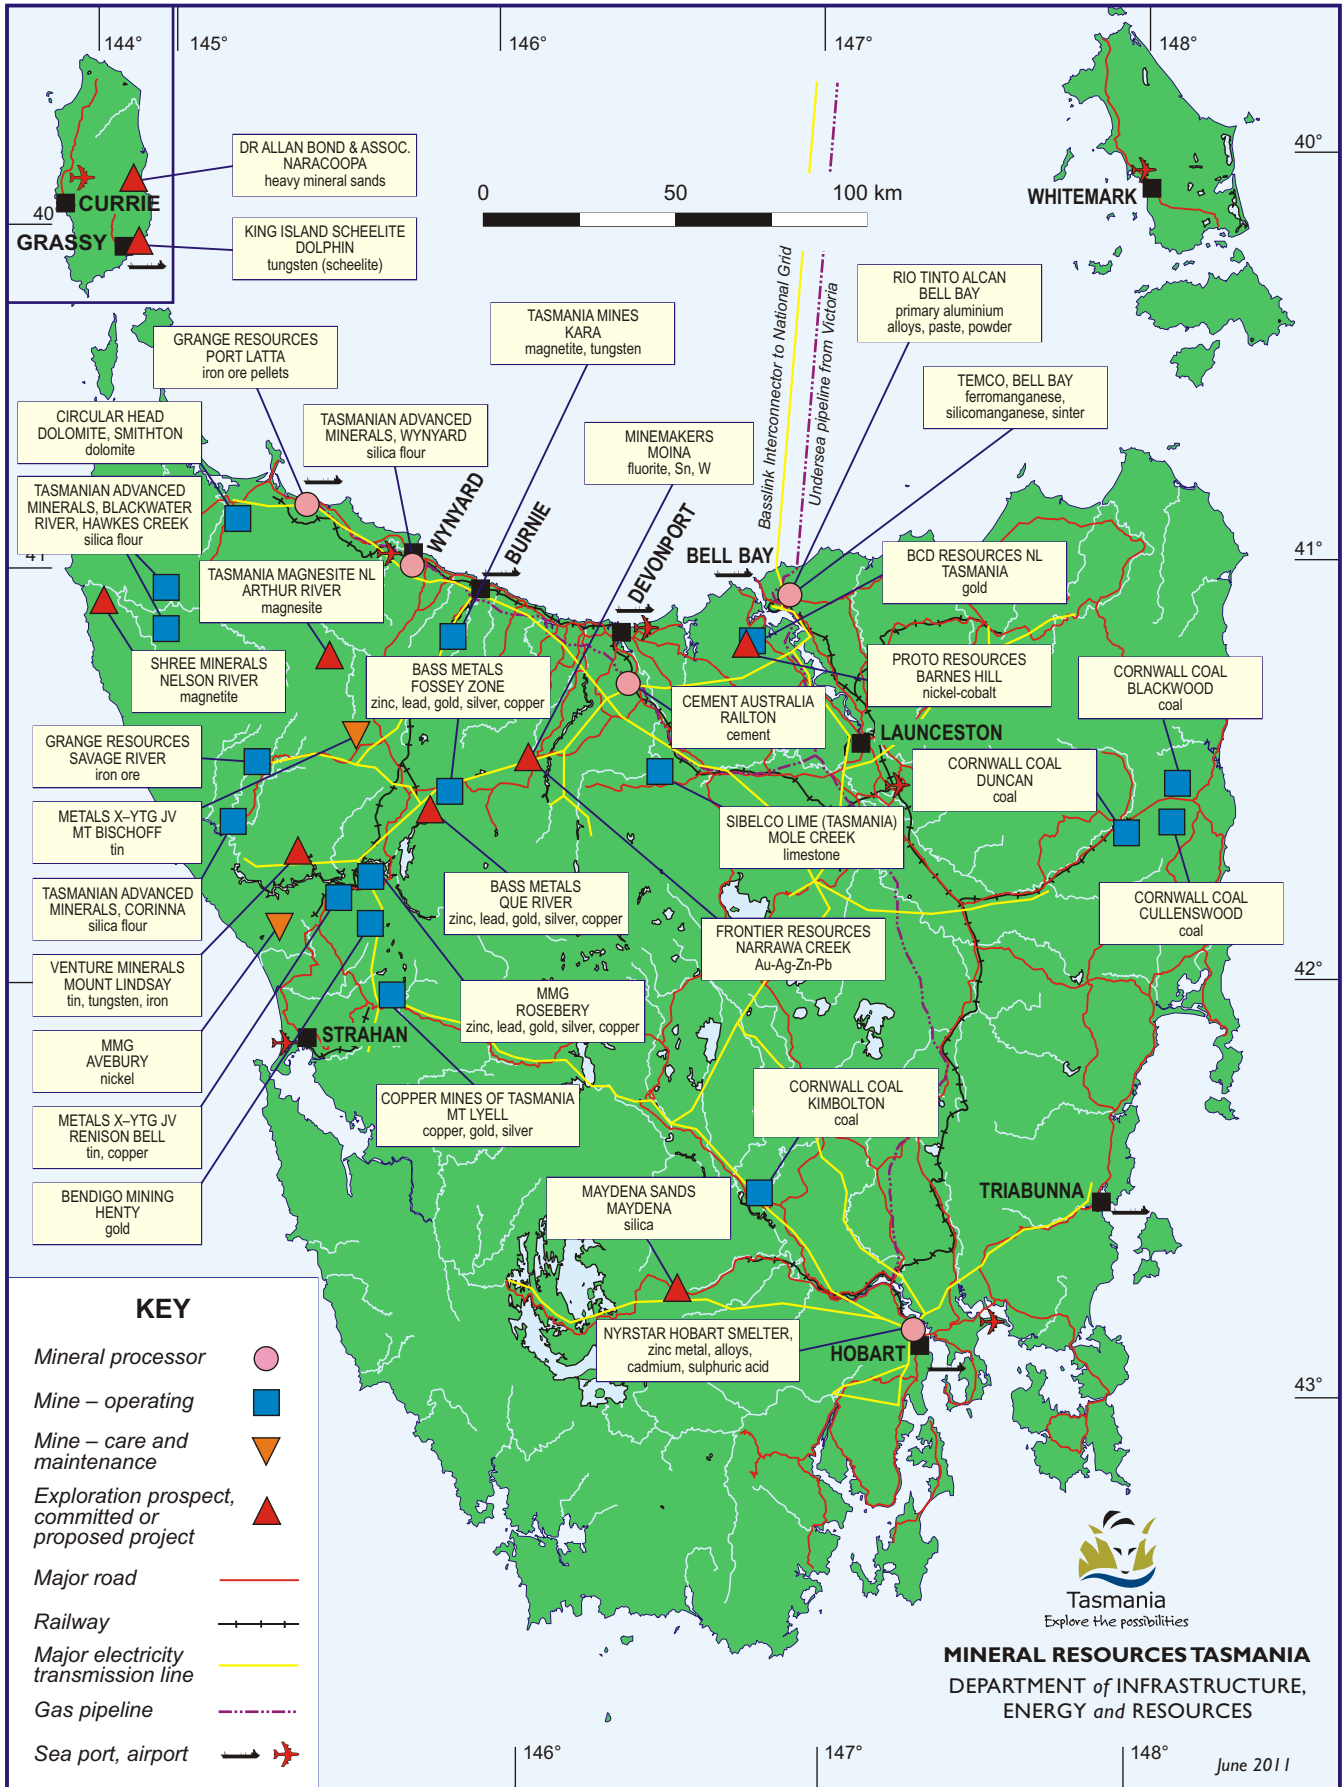 144°
145°
146°
147°
148°
40°
41°
42°
43°
40
41
146°
147°
148°
DR ALLAN BOND & ASSOC.
NARACOOPA
heavy mineral sands
CURRIE
GRASSY
KING ISLAND SCHEELITE
DOLPHIN
tungsten (scheelite)
0 50 100 km
WHITEMARK
Basslink Interconnector to National Grid
Undersea pipeline from Victoria
RIO TINTO ALCAN
BELL BAY
primary aluminium
alloys, paste, powder
TASMANIA MINES
KARA
magnetite, tungsten
GRANGE RESOURCES
PORT LATTA
iron ore pellets
TEMCO, BELL BAY
ferromanganese,
silicomanganese, sinter
CIRCULAR HEAD
DOLOMITE, SMITHTON
dolomite
TASMANIAN ADVANCED
MINERALS, WYNYARD
silica flour
MINEMAKERS
MOINA
fluorite, Sn, W
TASMANIAN ADVANCED
MINERALS, BLACKWATER
RIVER, HAWKES CREEK
silica flour
WYNYARD
BURNIE
DEVONPORT
BELL BAY
BCD RESOURCES NL
TASMANIA
gold
TASMANIA MAGNESITE NL
ARTHUR RIVER
magnesite
SHREE MINERALS
NELSON RIVER
magnetite
BASS METALS
FOSSEY ZONE
zinc, lead, gold, silver, copper
PROTO RESOURCES
BARNES HILL
nickel-cobalt
CORNWALL COAL
BLACKWOOD
coal
CEMENT AUSTRALIA
RAILTON
cement
LAUNCESTON
GRANGE RESOURCES
SAVAGE RIVER
iron ore
CORNWALL COAL
DUNCAN
coal
METALS X–YTG JV
MT BISCHOFF
tin
SIBELCO LIME (TASMANIA)
MOLE CREEK
limestone
TASMANIAN ADVANCED
MINERALS, CORINNA
silica flour
BASS METALS
QUE RIVER
zinc, lead, gold, silver, copper
CORNWALL COAL
CULLENSWOOD
coal
FRONTIER RESOURCES
NARRAWA CREEK
Au-Ag-Zn-Pb
VENTURE MINERALS
MOUNT LINDSAY
tin, tungsten, iron
MMG
ROSEBERY
zinc, lead, gold, silver, copper
STRAHAN
MMG
AVEBURY
nickel
COPPER MINES OF TASMANIA
MT LYELL
copper, gold, silver
CORNWALL COAL
KIMBOLTON
coal
METALS X–YTG JV
RENISON BELL
tin, copper
BENDIGO MINING
HENTY
gold
MAYDENA SANDS
MAYDENA
silica
TRIABUNNA
NYRSTAR HOBART SMELTER,
zinc metal, alloys,
cadmium, sulphuric acid
HOBART
KEY
Mineral processor
Mine – operating
Mine – care and
maintenance
Exploration prospect,
committed or
proposed project
Major road
Railway
Major electricity
transmission line
Gas pipeline
Sea port, airport
Tasmania
Explore the possibilities
MINERAL RESOURCES TASMANIA
DEPARTMENT of INFRASTRUCTURE,
ENERGY and RESOURCES
June 2011